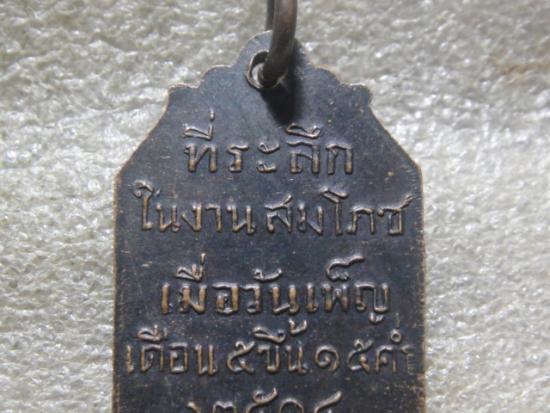 ที่ระลึก
ในงานสมโภช
เมื่อวันเพ็ญ
เดือน ๕ ขึ้น ๑๕ ค่ำ